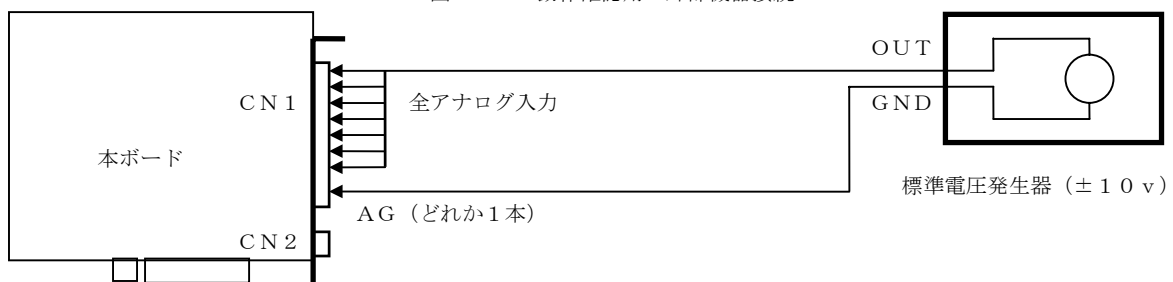 OUT
CN1
全アナログ入力
GND
本ボード
標準電圧発生器（±１０ｖ）
AG（どれか１本）
CN2